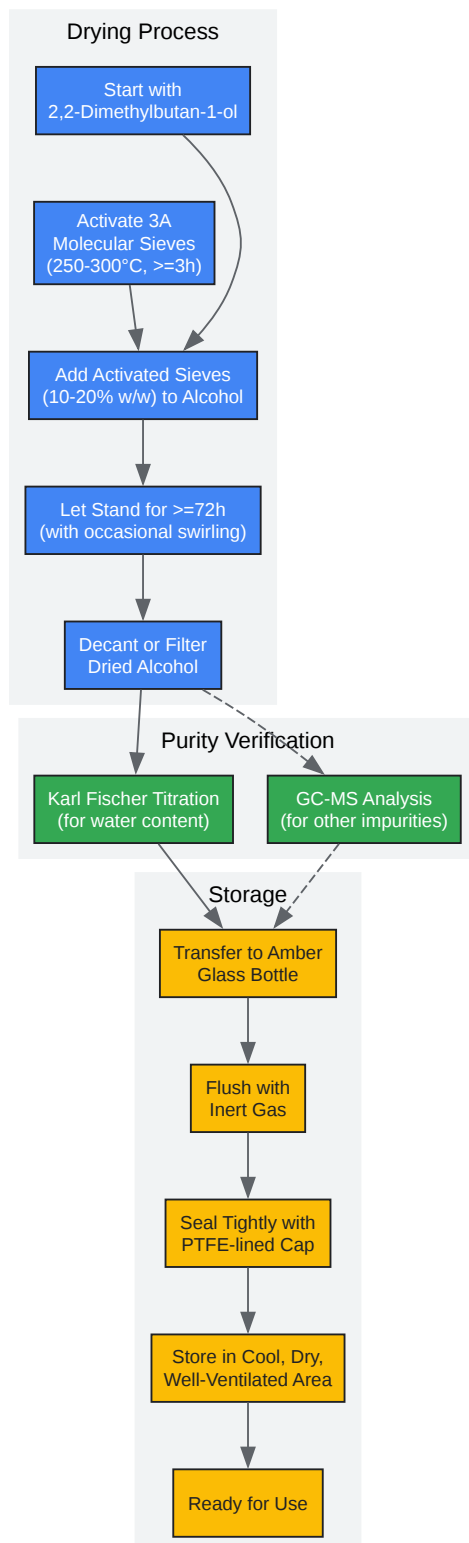 Drying Process
Start with
2,2-Dimethylbutan-1-ol
Activate 3A
Molecular Sieves
(250-300°C, >=3h)
Add Activated Sieves
(10-20% w/w) to Alcohol
Let Stand for >=72h
(with occasional swirling)
Decant or Filter
Dried Alcohol
Purity Verification
Karl Fischer Titration
(for water content)
GC-MS Analysis
(for other impurities)
Storage
Transfer to Amber
Glass Bottle
Flush with
Inert Gas
Seal Tightly with
PTFE-lined Cap
Store in Cool, Dry,
Well-Ventilated Area
Ready for Use